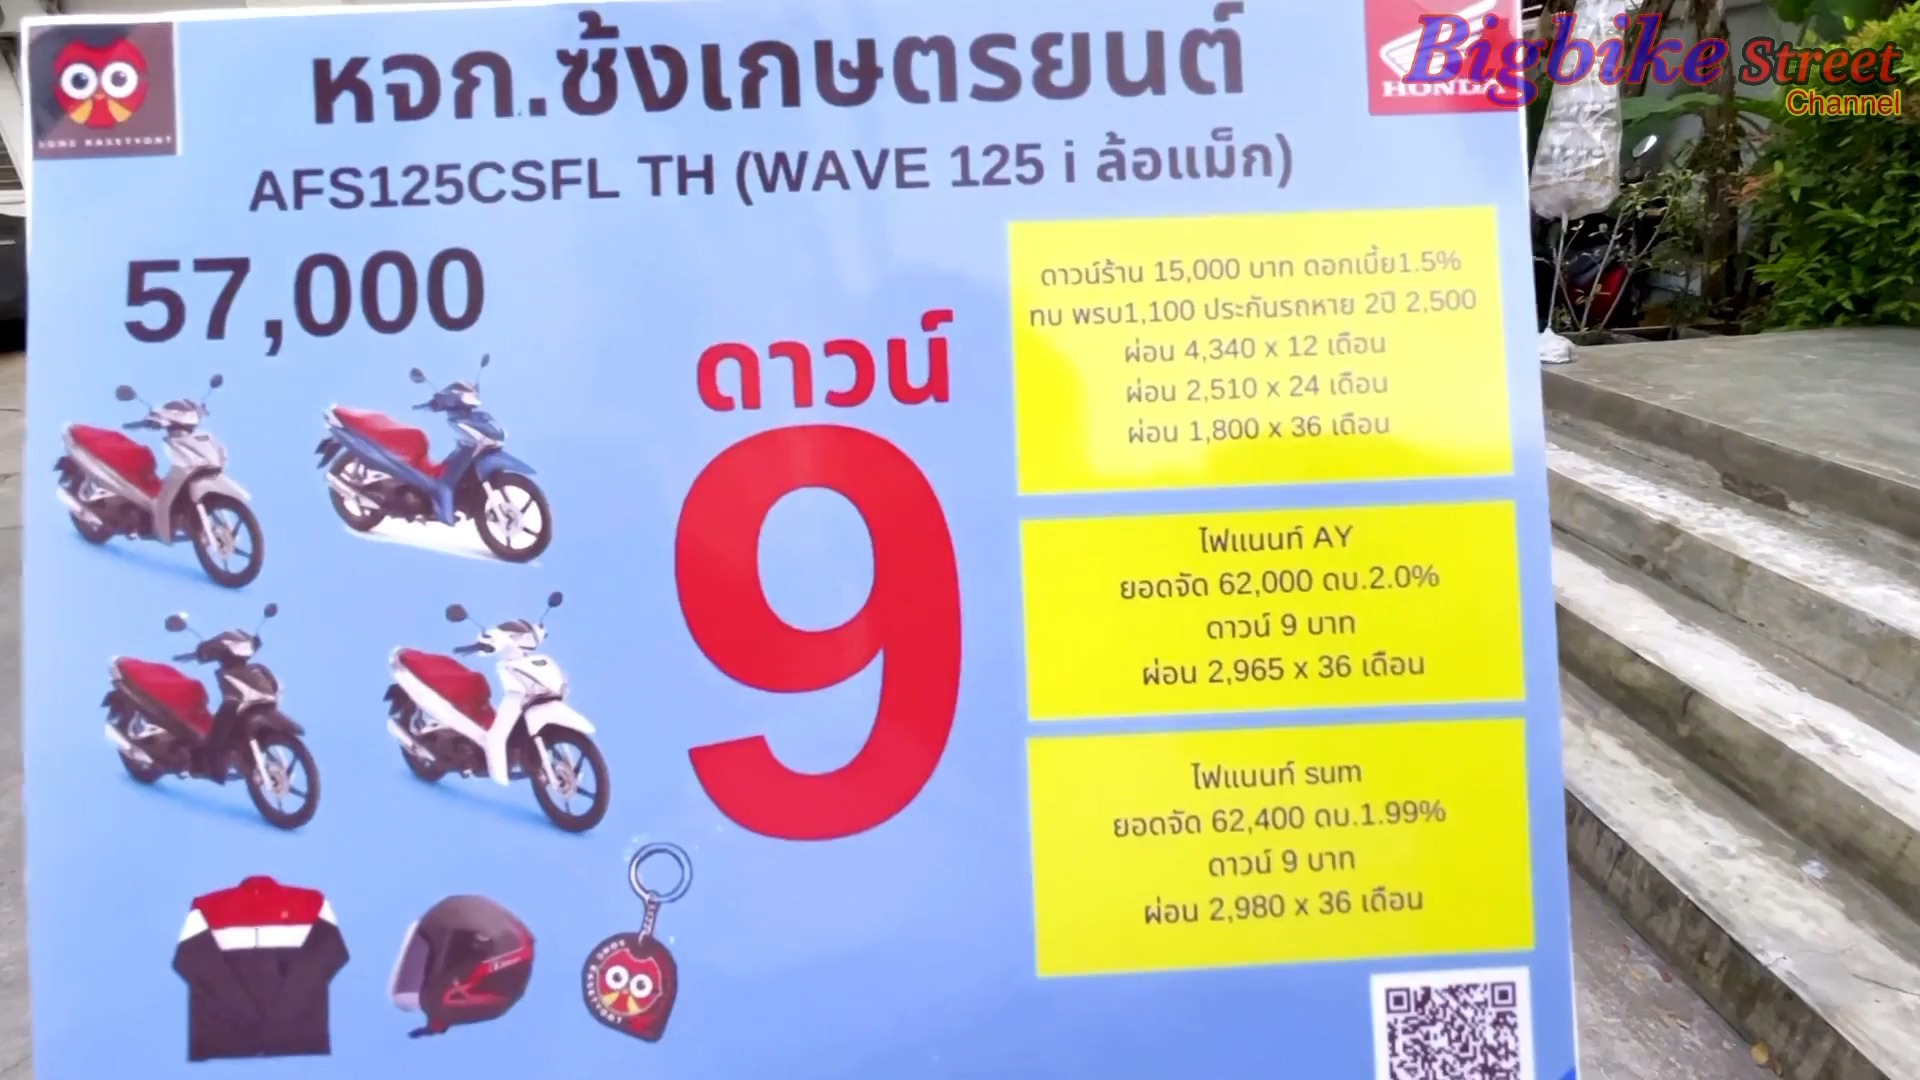 หจก.ซ้งเกษตรยนต์
HONDA
Bigbike Street
Channel
AFS125CSFL TH (WAVE 125 i ล้อแม็ก)
57,000
ดาวน์
9
ดาวน์ร้าน 15,000 บาท ดอกเบี้ย1.5%
ทบ พรบ1,100 ประกันรถหาย 2ปี 2,500
ผ่อน 4,340 x 12 เดือน
ผ่อน 2,510 x 24 เดือน
ผ่อน 1,800 x 36 เดือน
ไฟแนนท์ AY
ยอดจัด 62,000 ดบ.2.0%
ดาวน์ 9 บาท
ผ่อน 2,965 x 36 เดือน
ไฟแนนท์ sum
ยอดจัด 62,400 ดบ.1.99%
ดาวน์ 9 บาท
ผ่อน 2,980 x 36 เดือน